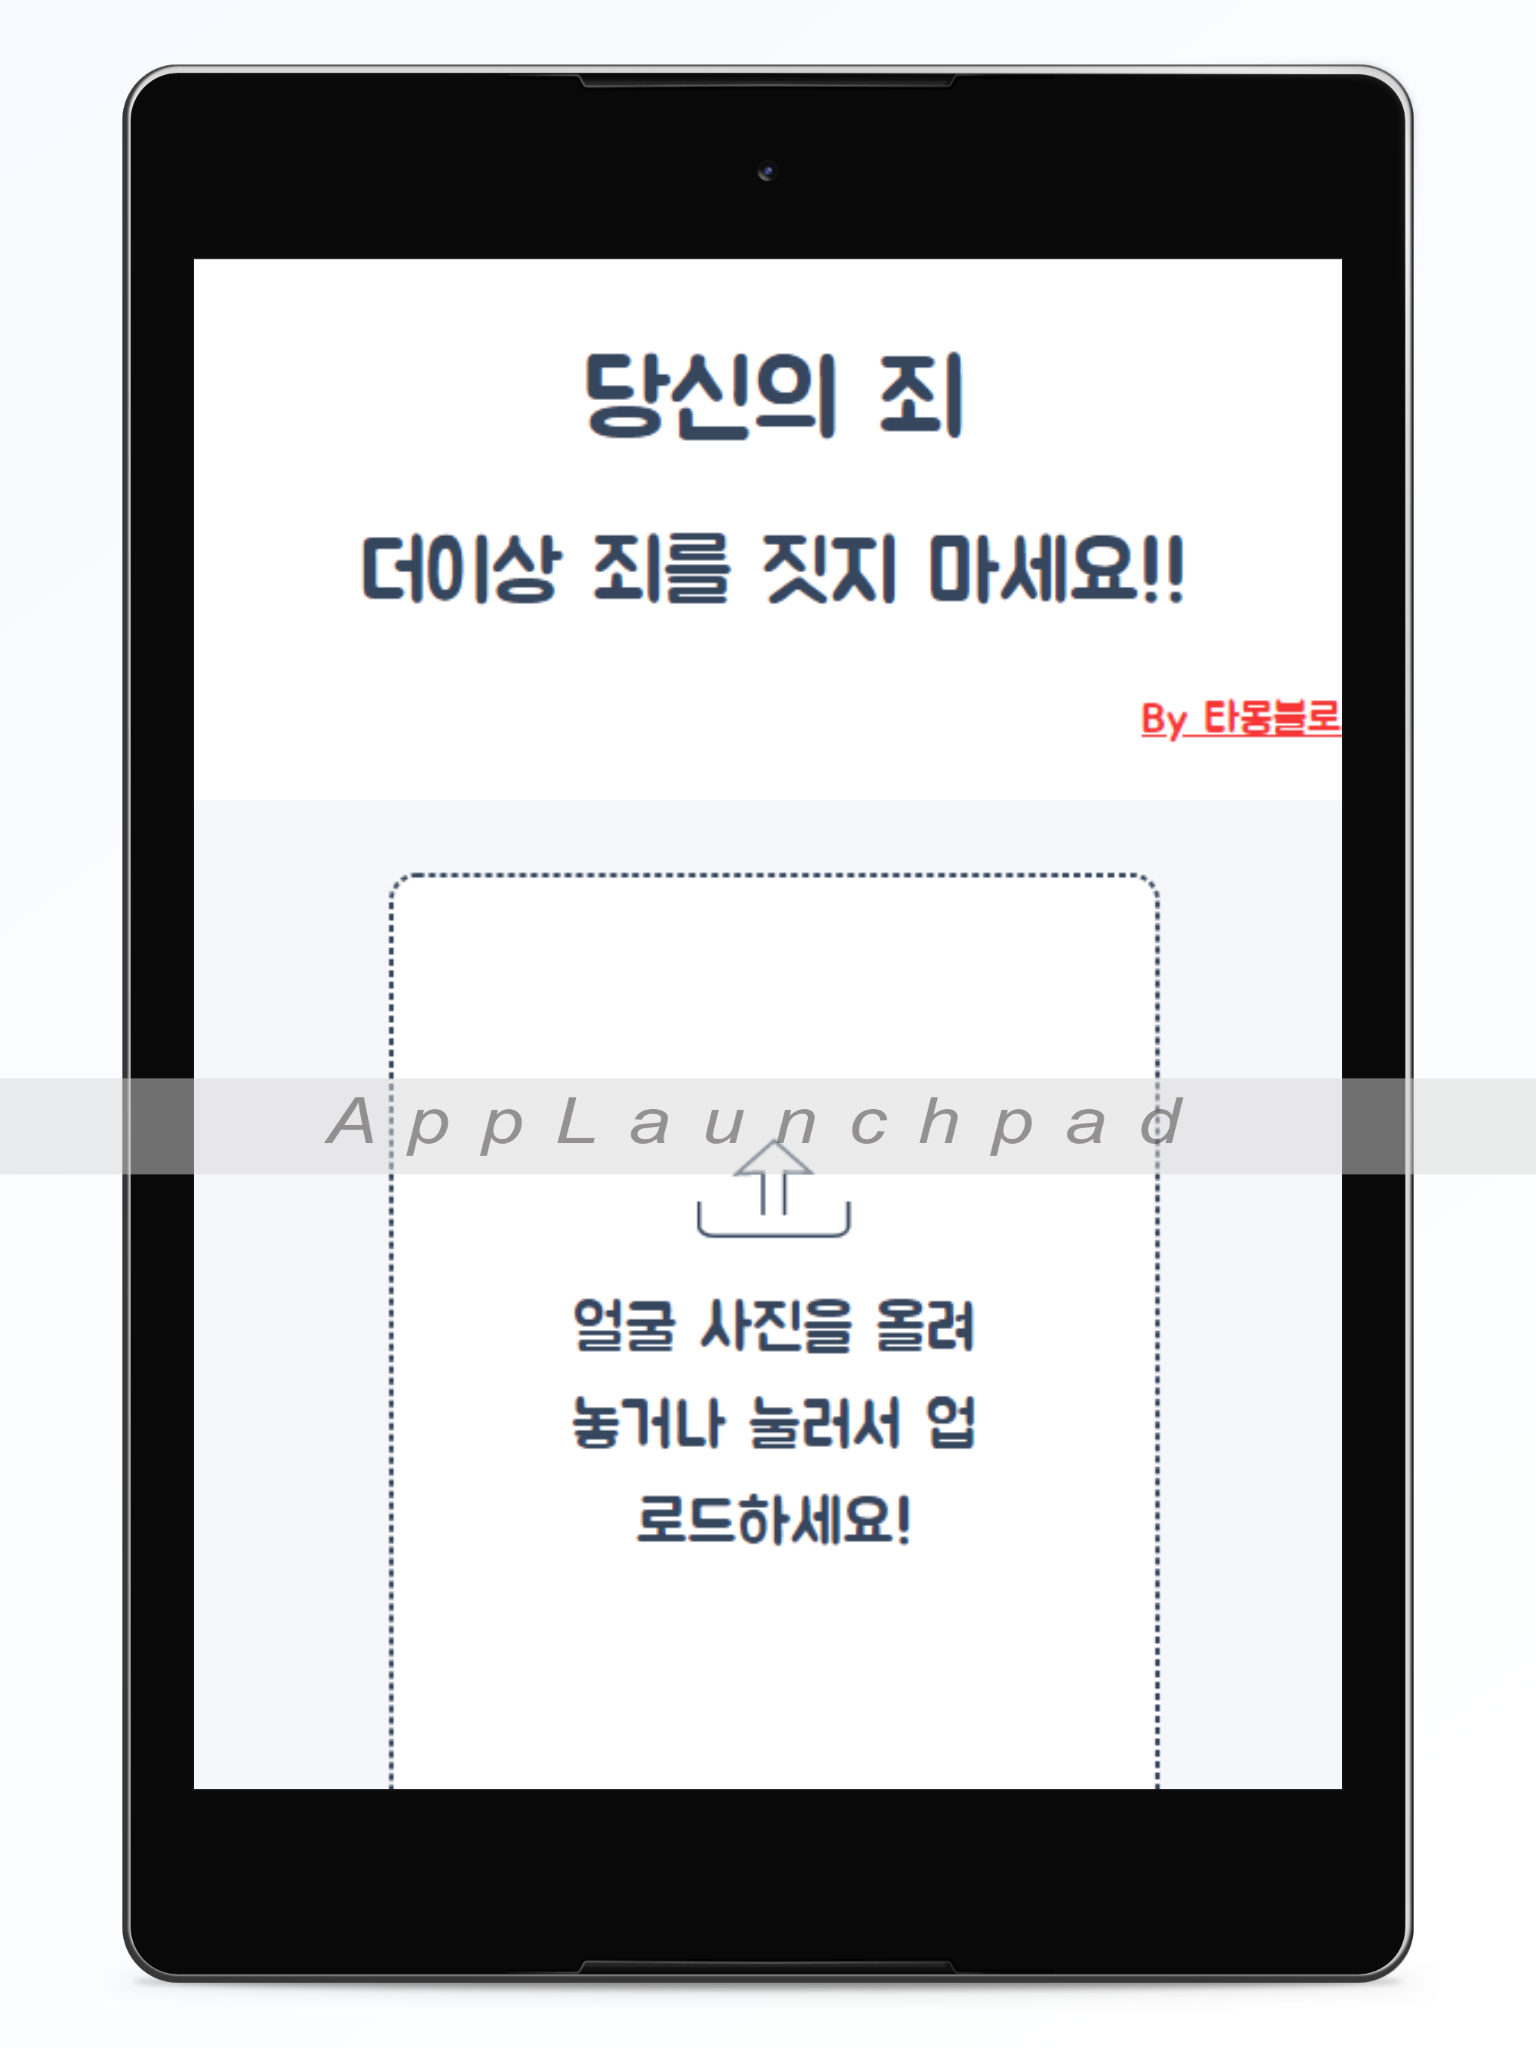 당신의 죄
더이상 죄를 짓지 마세요!!
By 타몽블로
AppLaunchpad
얼굴 사진을 올려
놓거나 눌러서 업
로드하세요!